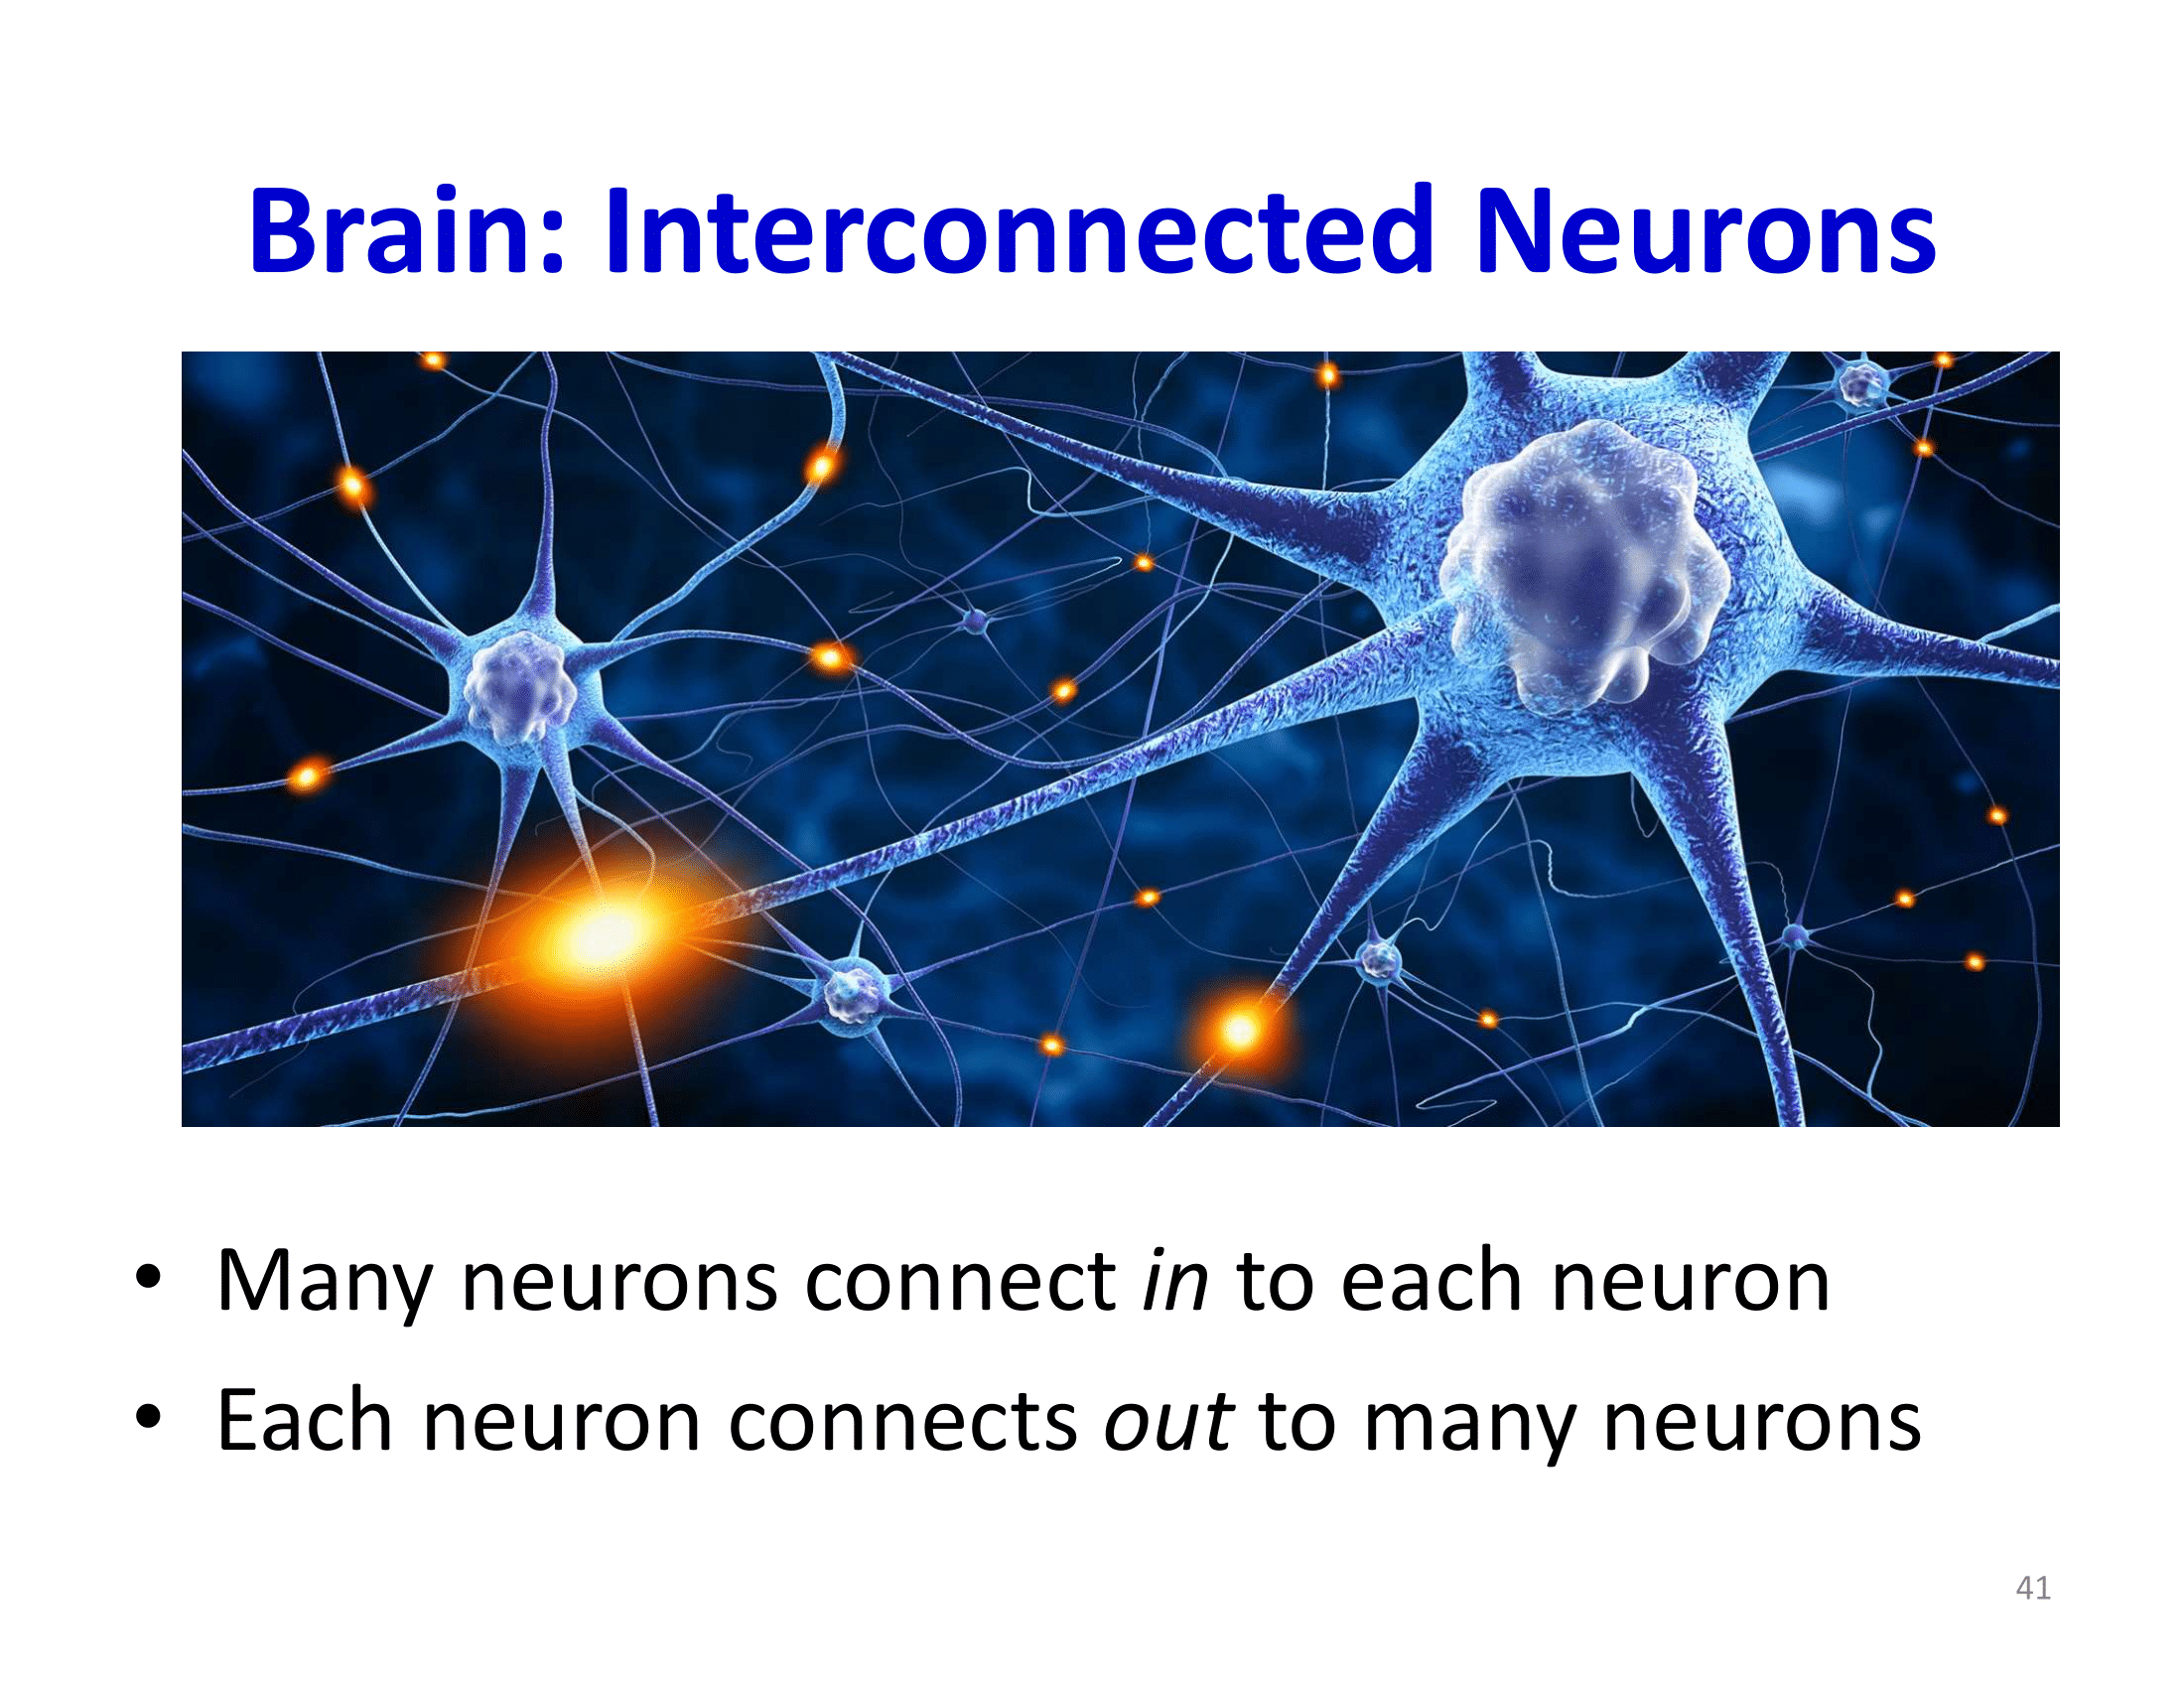 Brain: Interconnected Neurons
• Many neurons connect in to each neuron
• Each neuron connects out to many neurons
41